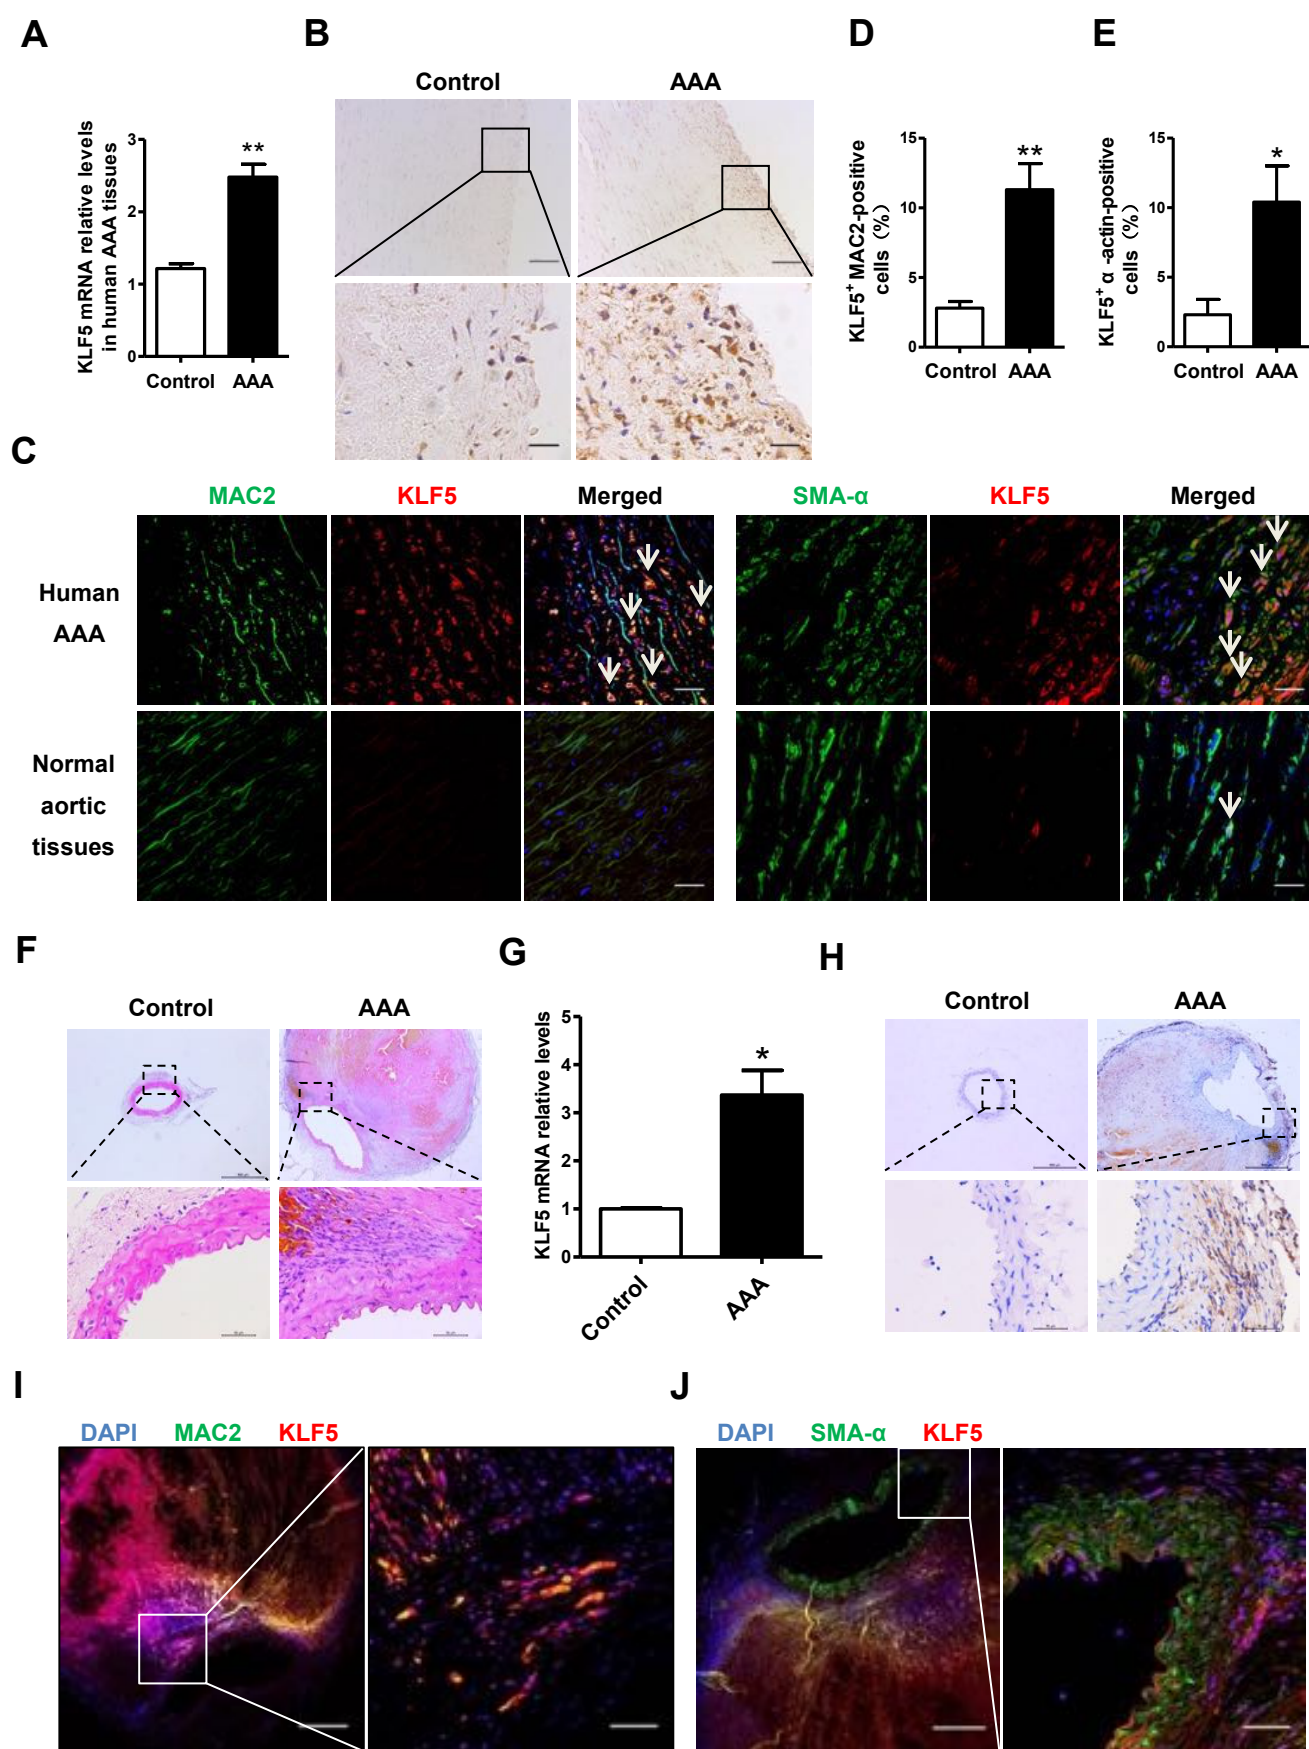 A
B
D
E
Control
AAA
KLF5 mRNA relative levels
in human AAA tissues
3
2
1
0
**
Control
AAA
KLF5+ MAC2-positive
cells (%)
15
10
5
0
**
Control
AAA
KLF5+ α -actin-positive
cells (%)
15
10
5
0
*
Control
AAA
C
MAC2
KLF5
Merged
SMA-α
KLF5
Merged
Human
AAA
Normal
aortic
tissues
F
G
H
Control
AAA
KLF5 mRNA relative levels
5
4
3
2
1
0
*
Control
AAA
Control
AAA
I
J
DAPI
MAC2
KLF5
DAPI
SMA-α
KLF5